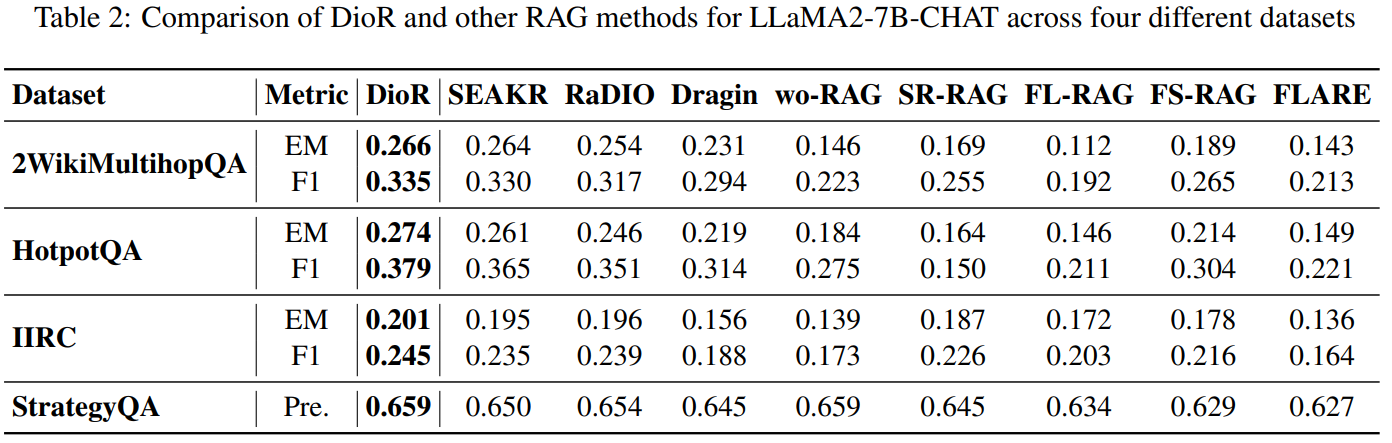 Table 2: Comparison of DioR and other RAG methods for LLaMA2-7B-CHAT across four different datasets
Dataset Metric DioR SEAKR RaDIO Dragin wo-RAG SR-RAG FL-RAG FS-RAG FLARE
2WikiMultihopQA EM 0.266 0.264 0.254 0.231 0.146 0.169 0.112 0.189 0.143
F1 0.335 0.330 0.317 0.294 0.223 0.255 0.192 0.265 0.213
HotpotQA EM 0.274 0.261 0.246 0.219 0.184 0.164 0.146 0.214 0.149
F1 0.379 0.365 0.351 0.314 0.275 0.150 0.211 0.304 0.221
IIRC EM 0.201 0.195 0.196 0.156 0.139 0.187 0.172 0.178 0.136
F1 0.245 0.235 0.239 0.188 0.173 0.226 0.203 0.216 0.164
StrategyQA Pre. 0.659 0.650 0.654 0.645 0.659 0.645 0.634 0.629 0.627